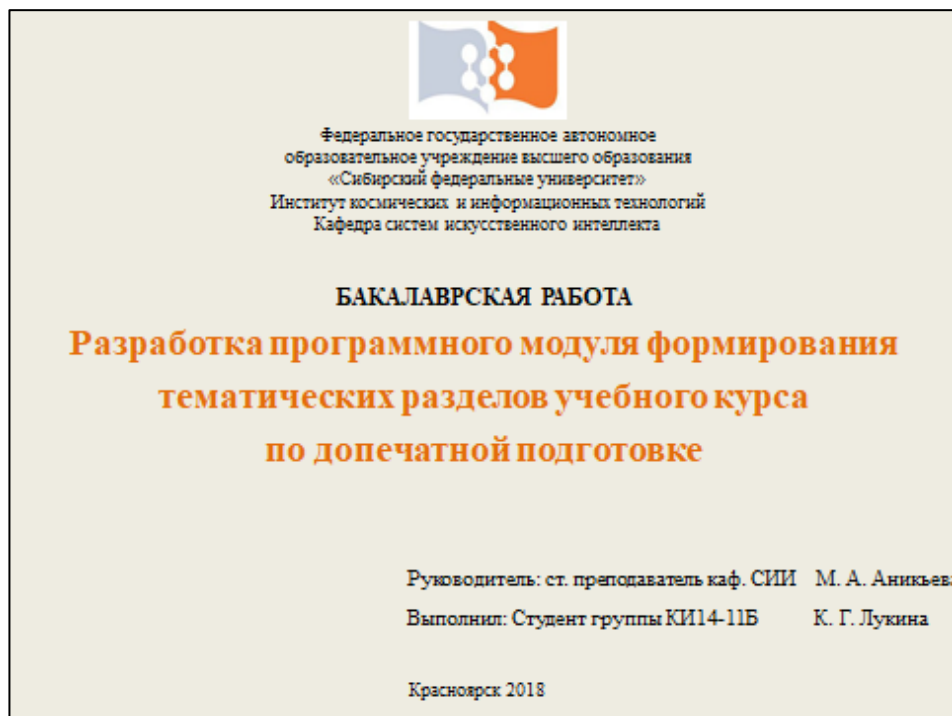 Федеральное государственное автономное
образовательное учреждение высшего образования
«Сибирский федеральные университет»
Институт космических и информационных технологий
Кафедра систем искусственного интеллекта
БАКАЛАВРСКАЯ РАБОТА
Разработка программного модуля формирования
тематических разделов учебного курса
по допечатной подготовке
Руководитель: ст. преподаватель каф. СИИ М. А. Аникьева
Выполнил: Студент группы КИ14-11Б К. Г. Лукина
Красноярск 2018